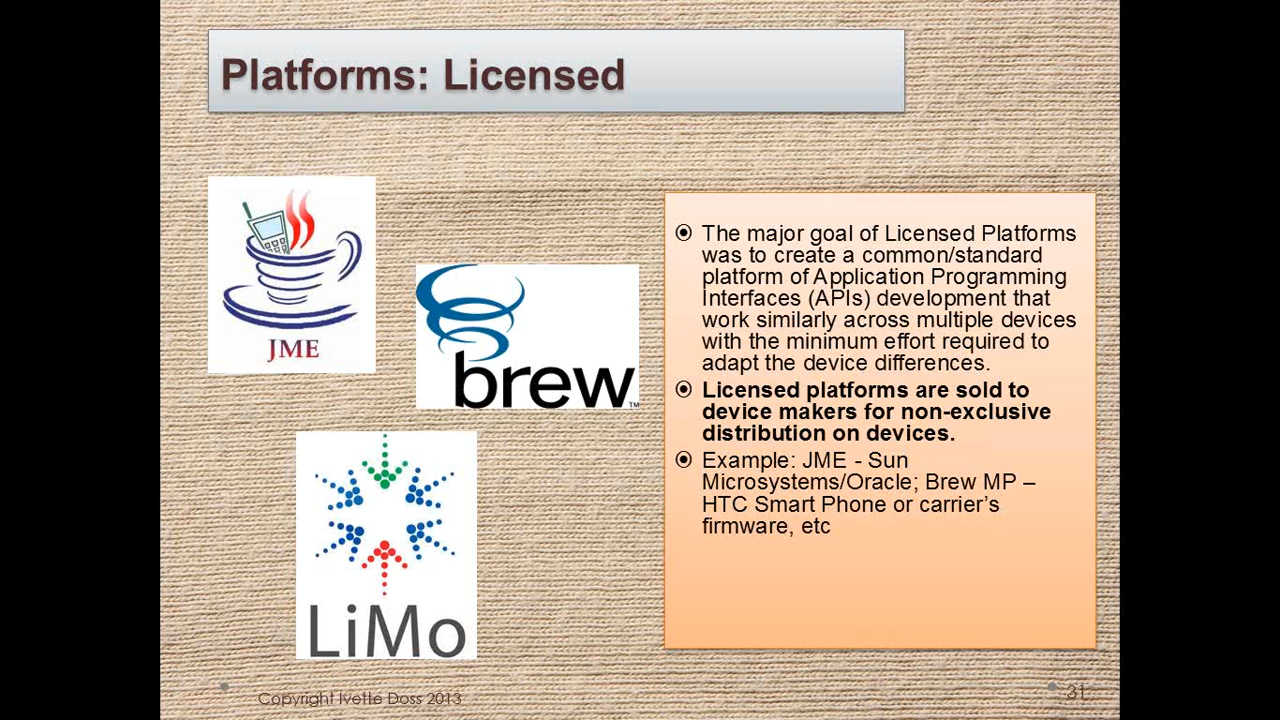 Platforms: Licensed
JME
brew™
LiMo
The major goal of Licensed Platforms
was to create a common/standard
platform of Application Programming
Interfaces (APIs) development that
work similarly across multiple devices
with the minimum effort required to
adapt the device differences.
Licensed platforms are sold to
device makers for non-exclusive
distribution on devices.
Example: JME - Sun
Microsystems/Oracle; Brew MP –
HTC Smart Phone or carrier’s
firmware, etc
Copyright Ivette Doss 2013
31